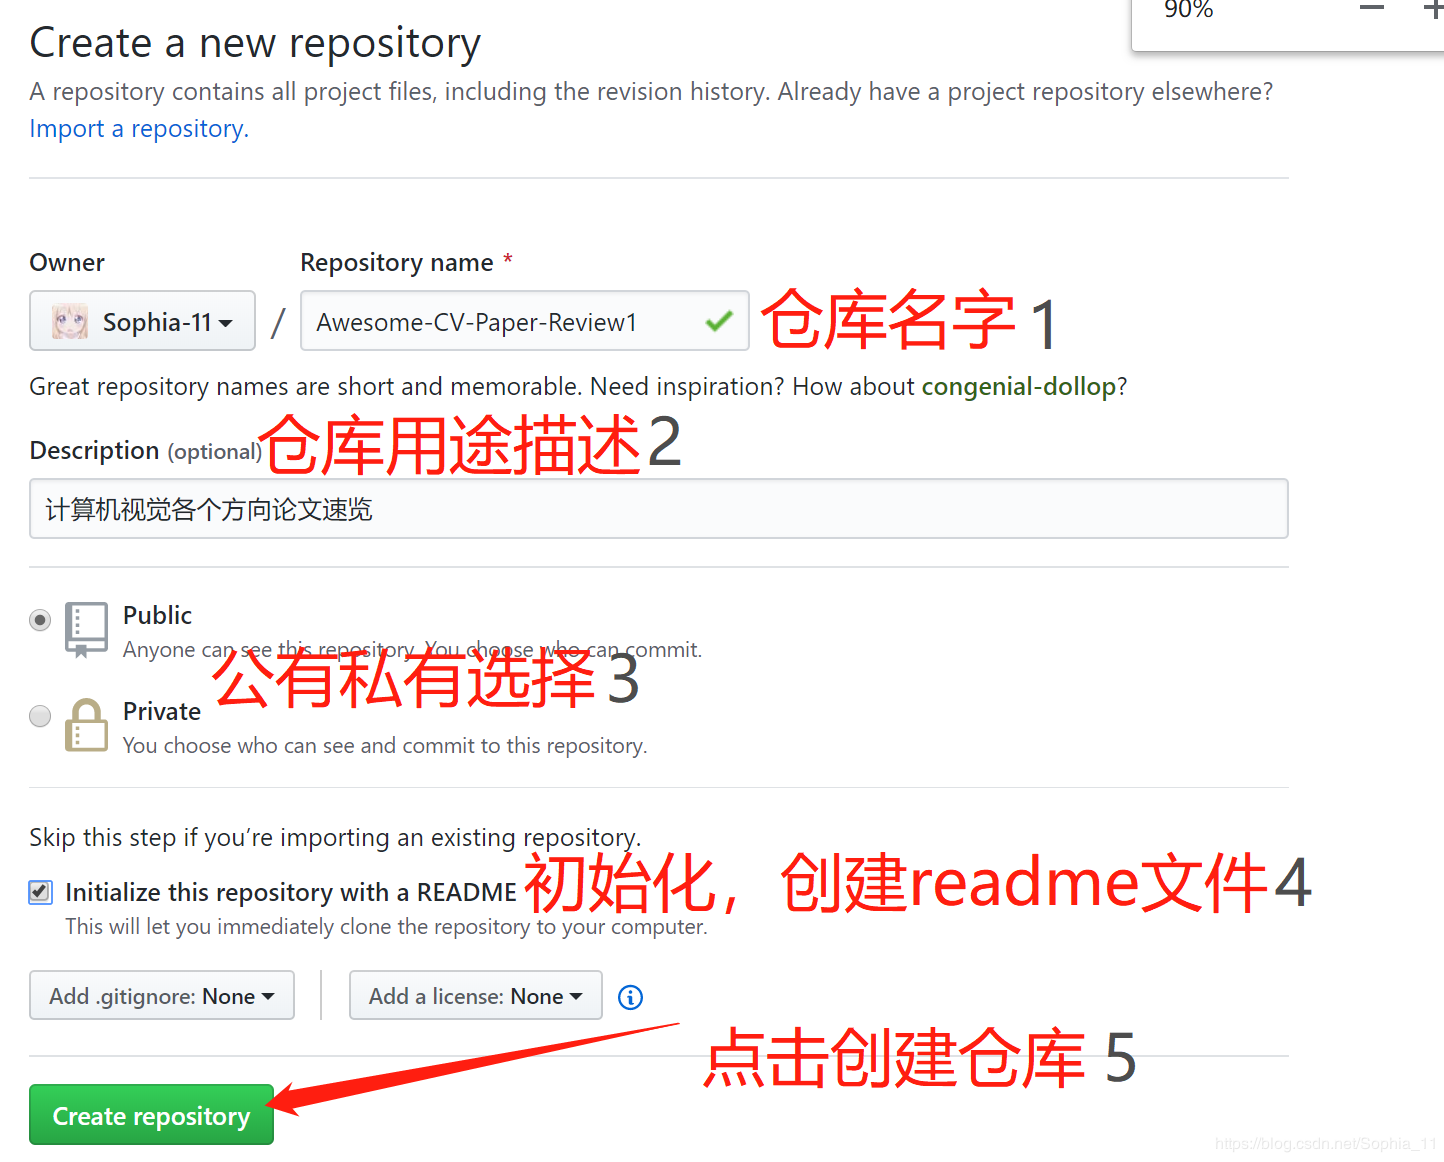 90%
Create a new repository
A repository contains all project files, including the revision history. Already have a project repository elsewhere?
Import a repository.
Owner
Repository name *
Sophia-11 / Awesome-CV-Paper-Review1 仓库名字 1
Great repository names are short and memorable. Need inspiration? How about congenial-dollop?
Description (optional) 仓库用途描述 2
计算机视觉各个方向论文速览
Public
Anyone can see this repository. You choose who can commit.
公有私有选择 3
Private
You choose who can see and commit to this repository.
Skip this step if you’re importing an existing repository.
Initialize this repository with a README 初始化，创建readme文件 4
This will let you immediately clone the repository to your computer.
Add .gitignore: None
Add a license: None
点击创建仓库 5
Create repository
https://blog.csdn.net/Sophia_11